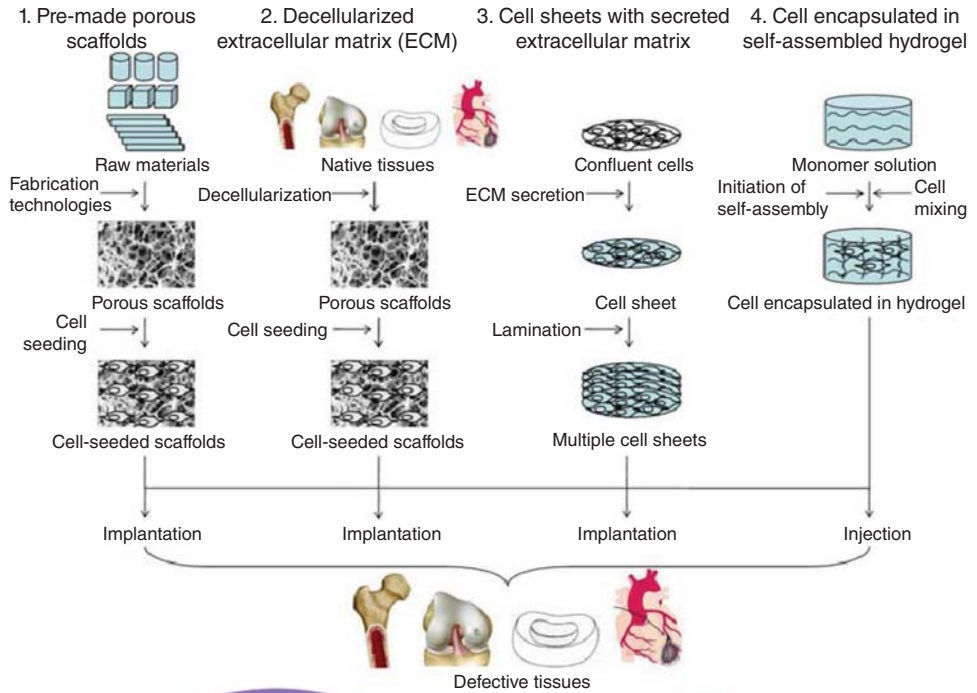 1. Pre-made porous
scaffolds
2. Decellularized
extracellular matrix (ECM)
3. Cell sheets with secreted
extracellular matrix
4. Cell encapsulated in
self-assembled hydrogel
Raw materials
Native tissues
Confluent cells
Monomer solution
Fabrication
technologies
Decellularization
ECM secretion
Initiation of
self-assembly
Cell
mixing
Porous scaffolds
Porous scaffolds
Cell sheet
Cell encapsulated in hydrogel
Cell
seeding
Cell seeding
Lamination
Cell-seeded scaffolds
Cell-seeded scaffolds
Multiple cell sheets
Implantation
Implantation
Implantation
Injection
Defective tissues